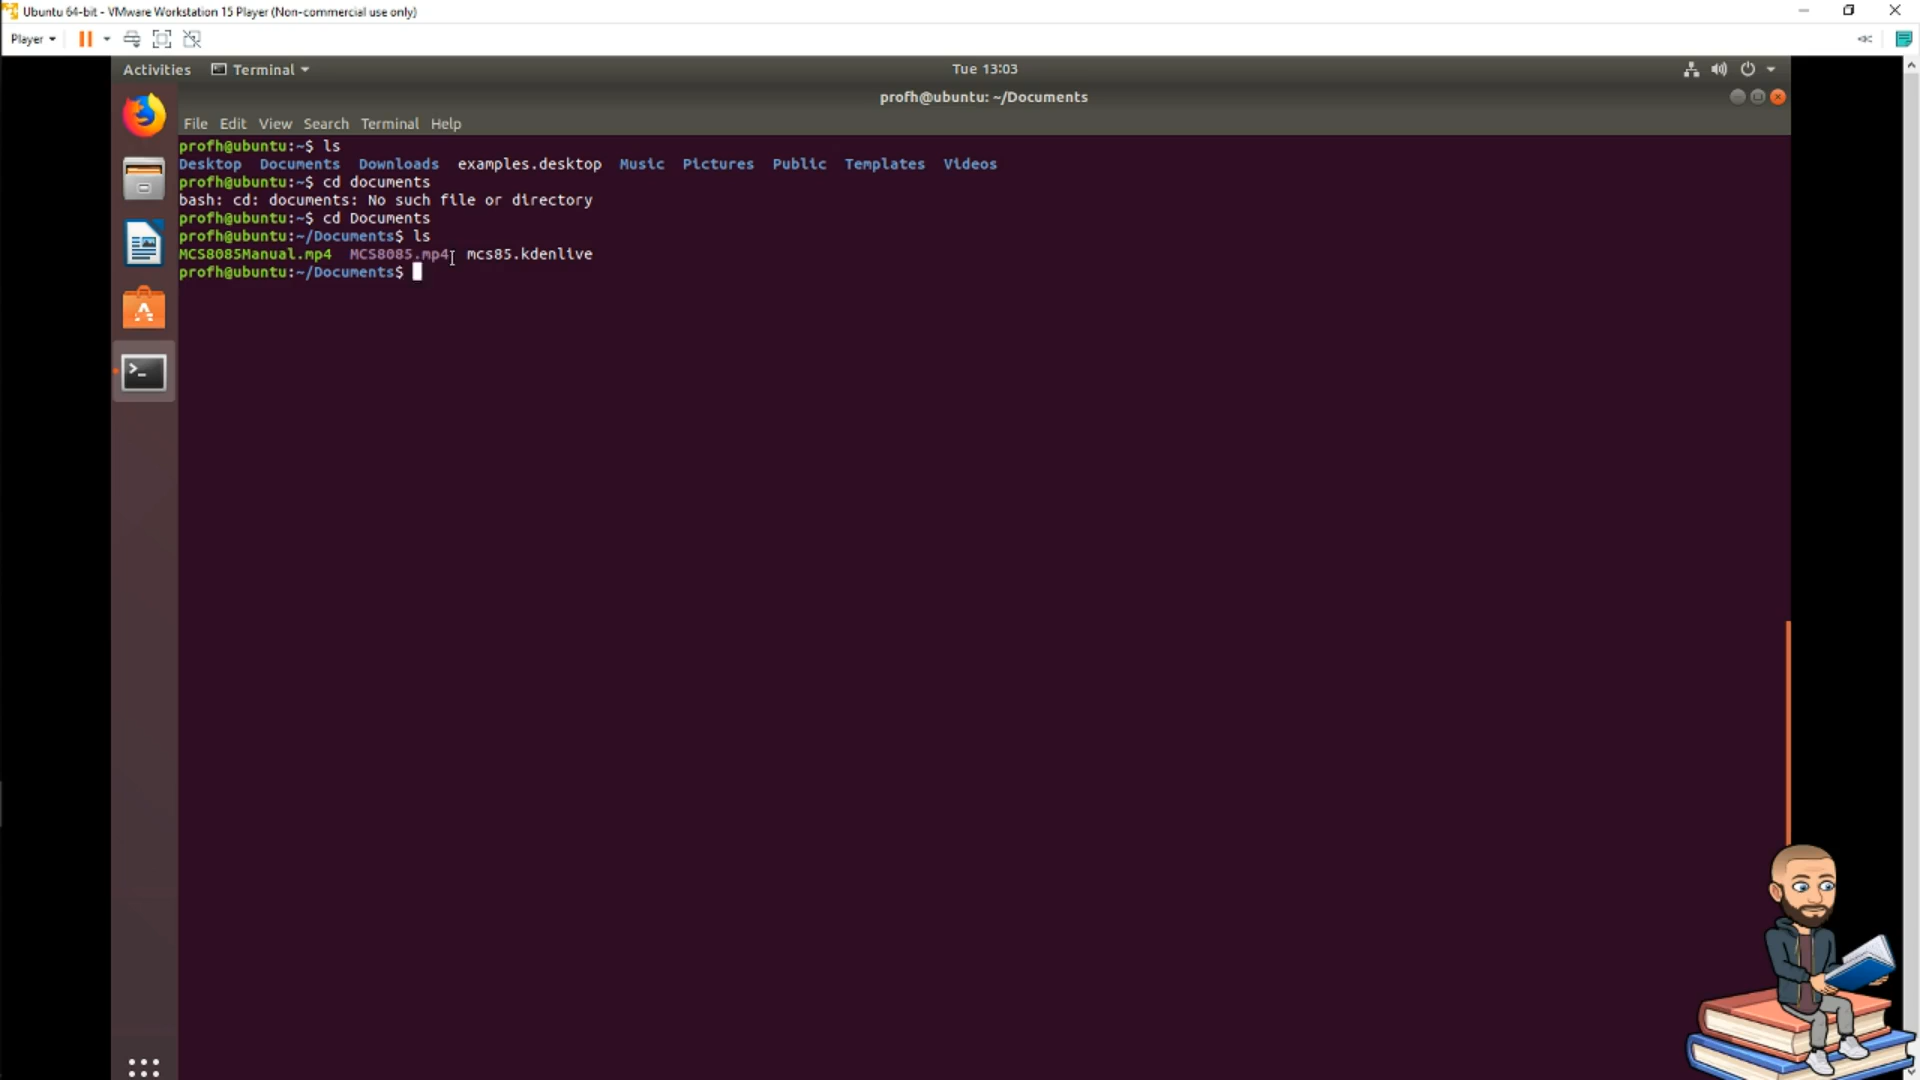 Ubuntu 64-bit - VMware Workstation 15 Player (Non-commercial use only)
Player
Activities Terminal Tue 13:03
profh@ubuntu: ~/Documents
File Edit View Search Terminal Help
profh@ubuntu:~$ ls
Desktop Documents Downloads examples.desktop Music Pictures Public Templates Videos
profh@ubuntu:~$ cd documents
bash: cd: documents: No such file or directory
profh@ubuntu:~$ cd Documents
profh@ubuntu:~/Documents$ ls
MCS8085Manual.mp4 MCS8085.mp4 mcs85.kdenlive
profh@ubuntu:~/Documents$